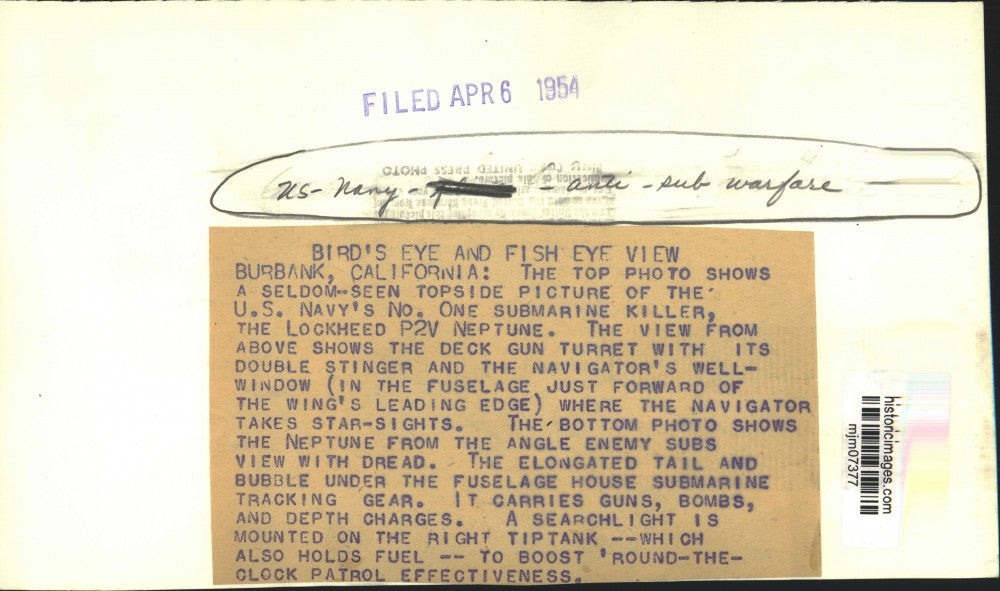 FILED APR 6 1954
UNITED PRESS PHOTO
US - Navy - - anti - sub warfare
BIRD'S EYE AND FISH EYE VIEW
BURBANK, CALIFORNIA: THE TOP PHOTO SHOWS
A SELDOM-SEEN TOPSIDE PICTURE OF THE
U.S. NAVY'S NO. ONE SUBMARINE KILLER,
THE LOCKHEED P2V NEPTUNE. THE VIEW FROM
ABOVE SHOWS THE DECK GUN TURRET WITH ITS
DOUBLE STINGER AND THE NAVIGATOR'S WELL-
WINDOW (IN THE FUSELAGE JUST FORWARD OF
THE WING'S LEADING EDGE) WHERE THE NAVIGATOR
TAKES STAR-SIGHTS. THE BOTTOM PHOTO SHOWS
THE NEPTUNE FROM THE ANGLE ENEMY SUBS
VIEW WITH DREAD. THE ELONGATED TAIL AND
BUBBLE UNDER THE FUSELAGE HOUSE SUBMARINE
TRACKING GEAR. IT CARRIES GUNS, BOMBS,
AND DEPTH CHARGES. A SEARCHLIGHT IS
MOUNTED ON THE RIGHT TIPTANK --WHICH
ALSO HOLDS FUEL -- TO BOOST 'ROUND-THE-
CLOCK PATROL EFFECTIVENESS.
historicimages.com
mjm07377